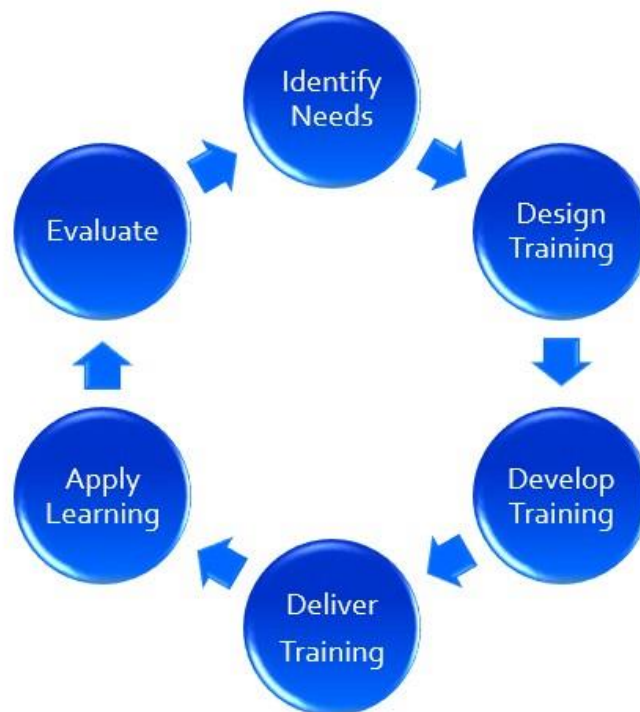 Identify
Needs
Design
Training
Develop
Training
Deliver
Training
Apply
Learning
Evaluate